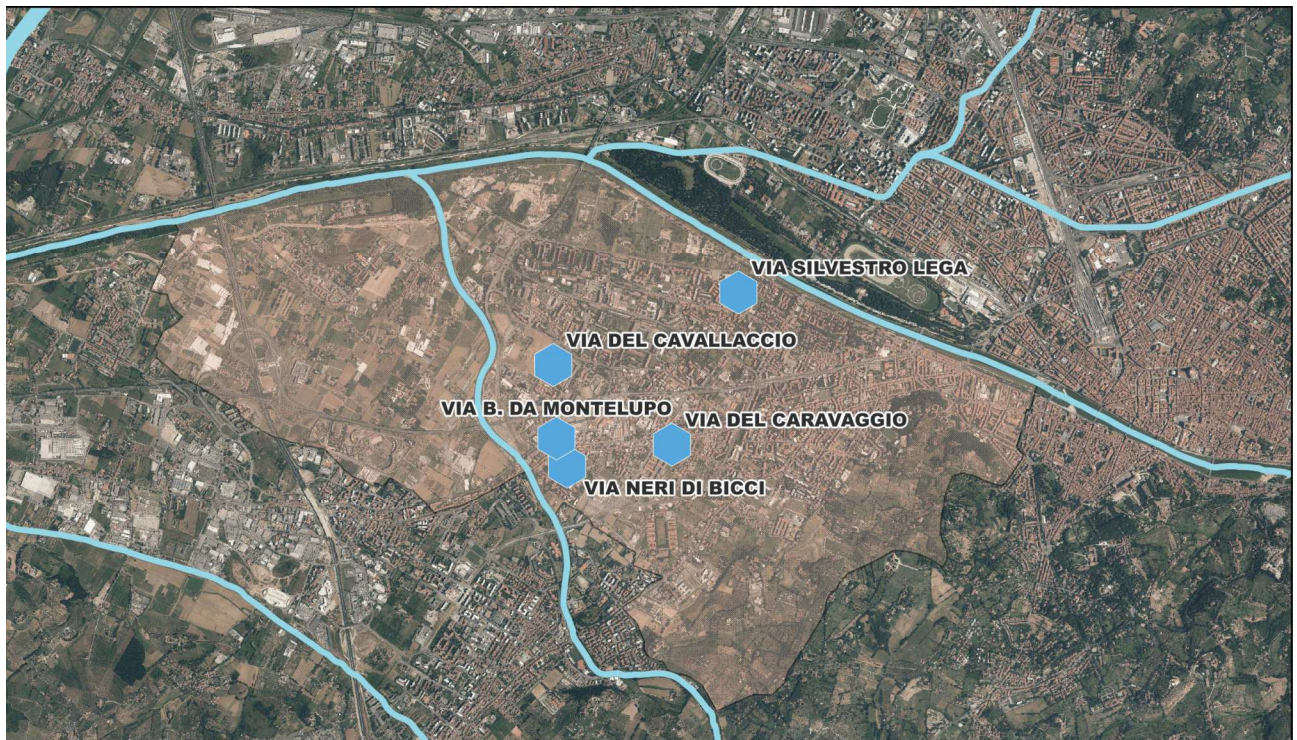 VIA SILVESTRO LEGA
VIA DEL CAVALLACCIO
VIA B. DA MONTELUPO
VIA DEL CARAVAGGIO
VIA NERI DI BICCI